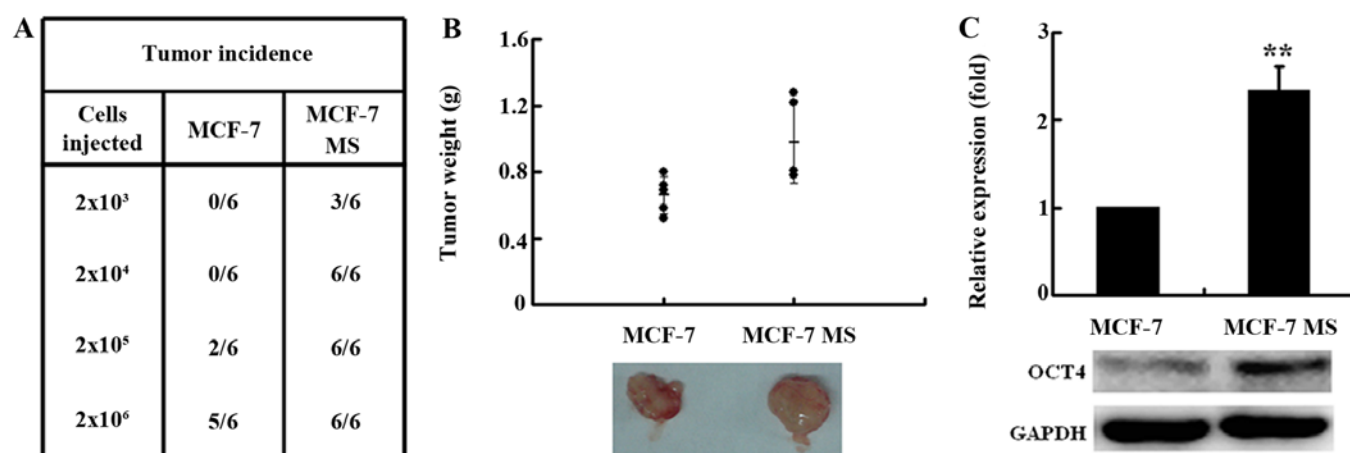 A
Tumor incidence
Cells injected MCF-7 MCF-7 MS
2x10³ 0/6 3/6
2x10⁴ 0/6 6/6
2x10⁵ 2/6 6/6
2x10⁶ 5/6 6/6
B
Tumor weight (g)
1.6
1.2
0.8
0.4
0
MCF-7 MCF-7 MS
C
Relative expression (fold)
3
2
1
0
**
MCF-7 MCF-7 MS
OCT4
GAPDH